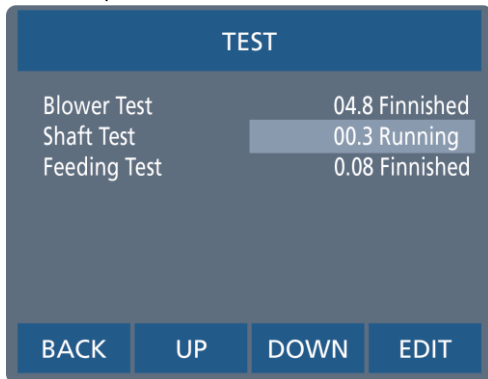 TEST
Blower Test 04.8 Finnished
Shaft Test 00.3 Running
Feeding Test 0.08 Finnished
BACK UP DOWN EDIT